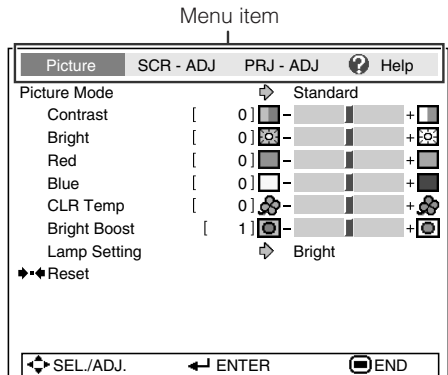 Menu item
Picture SCR - ADJ PRJ - ADJ ? Help
Picture Mode Standard
Contrast [ 0 ] - +
Bright [ 0 ] - +
Red [ 0 ] - +
Blue [ 0 ] - +
CLR Temp [ 0 ] - +
Bright Boost [ 1 ] - +
Lamp Setting Bright
Reset
SEL./ADJ. ENTER END